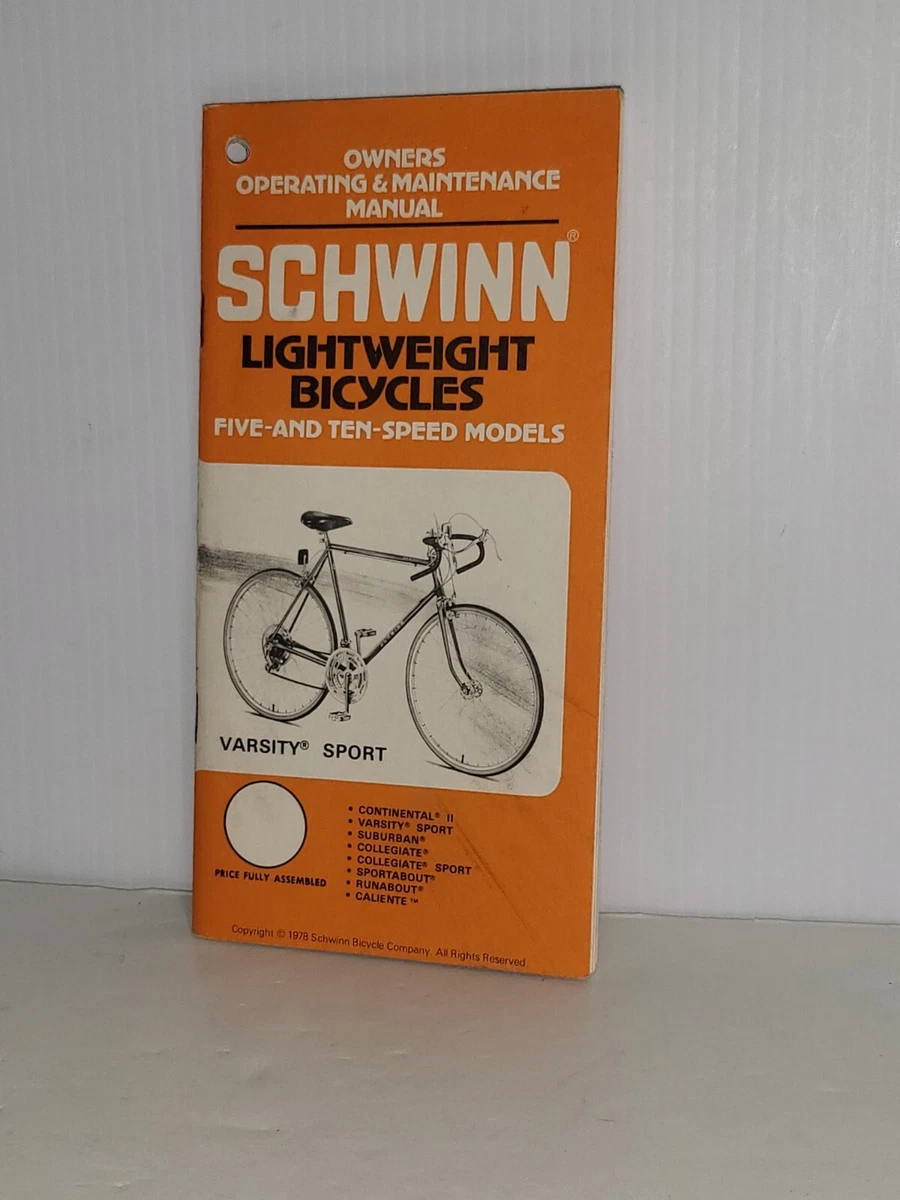 OWNERS
OPERATING & MAINTENANCE
MANUAL
SCHWINN®
LIGHTWEIGHT
BICYCLES
FIVE-AND TEN-SPEED MODELS
VARSITY® SPORT
• CONTINENTAL® II
• VARSITY® SPORT
• SUBURBAN®
• COLLEGIATE®
• COLLEGIATE® SPORT
• SPORTABOUT®
• RUNABOUT®
• CALIENTE™
PRICE FULLY ASSEMBLED
Copyright © 1978 Schwinn Bicycle Company. All Rights Reserved.